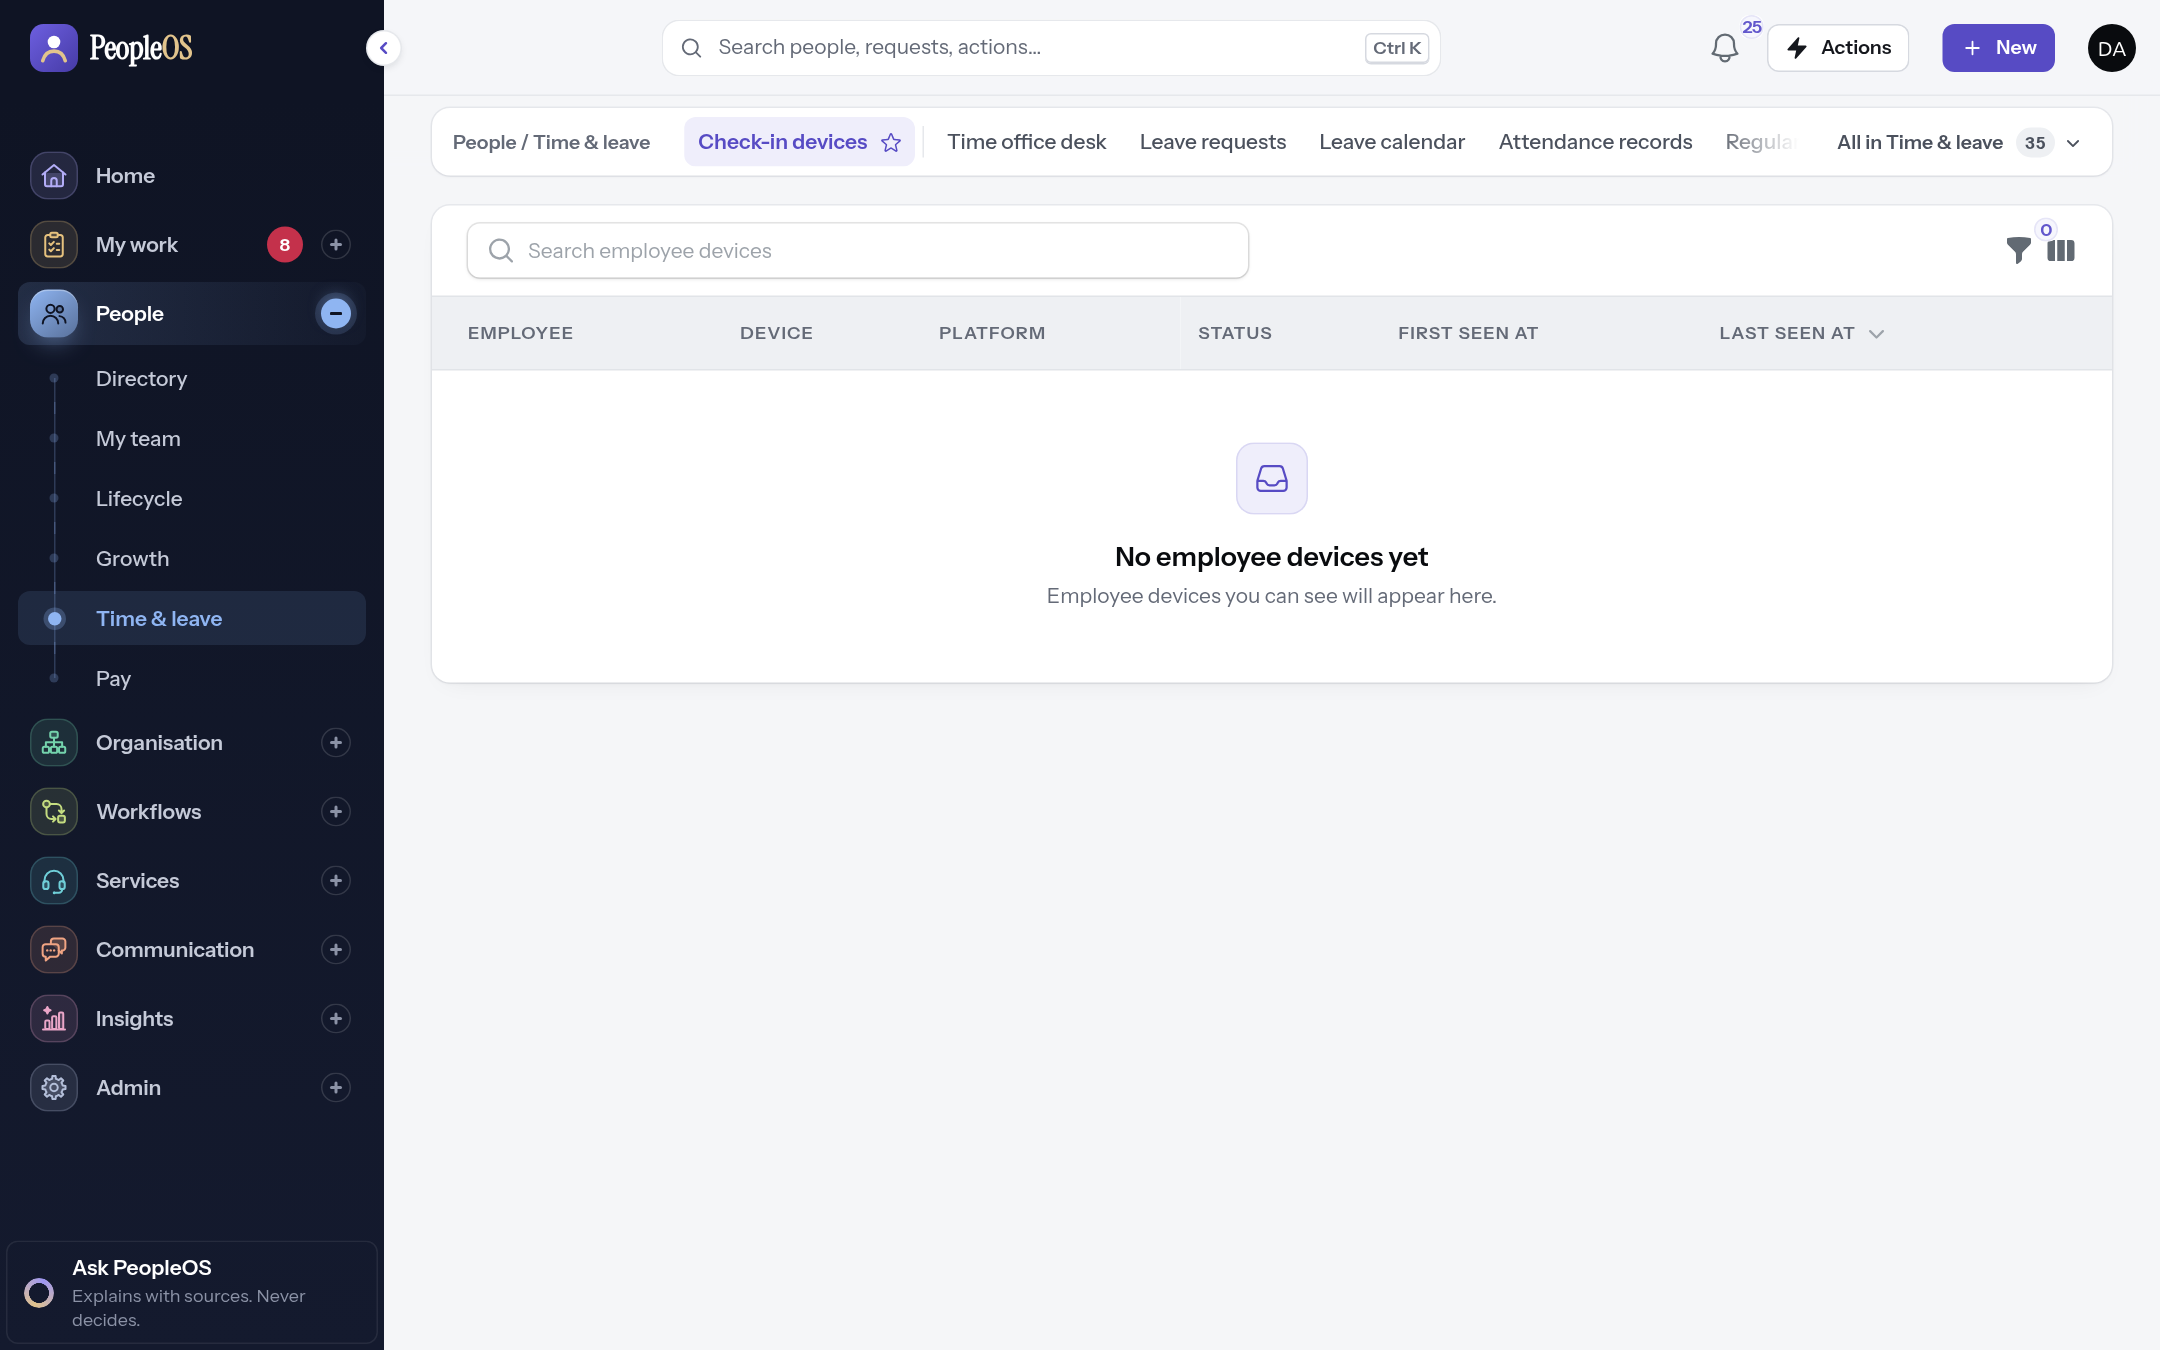 PeopleOS
Search people, requests, actions...
Ctrl K
25
Actions
New
DA
Home
My work
8
People
Directory
My team
Lifecycle
Growth
Time & leave
Pay
Organisation
Workflows
Services
Communication
Insights
Admin
Ask PeopleOS
Explains with sources. Never
decides.
People / Time & leave
Check-in devices
Time office desk
Leave requests
Leave calendar
Attendance records
Regula
All in Time & leave
35
Search employee devices
0
EMPLOYEE
DEVICE
PLATFORM
STATUS
FIRST SEEN AT
LAST SEEN AT
No employee devices yet
Employee devices you can see will appear here.